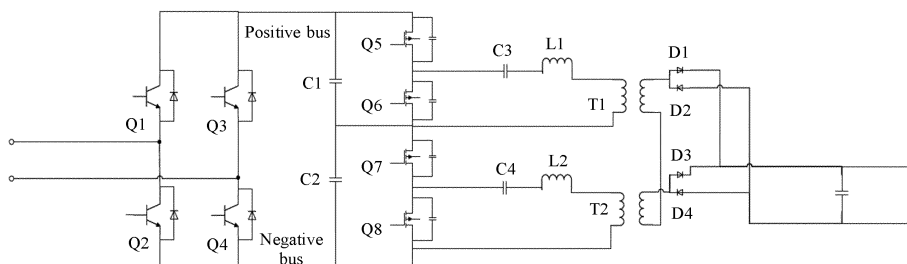 Positive bus
Q5
C3
L1
D1
C1
Q1
Q3
Q6
T1
D2
Q7
C4
L2
D3
C2
Q2
Q4
Negative
bus
Q8
T2
D4